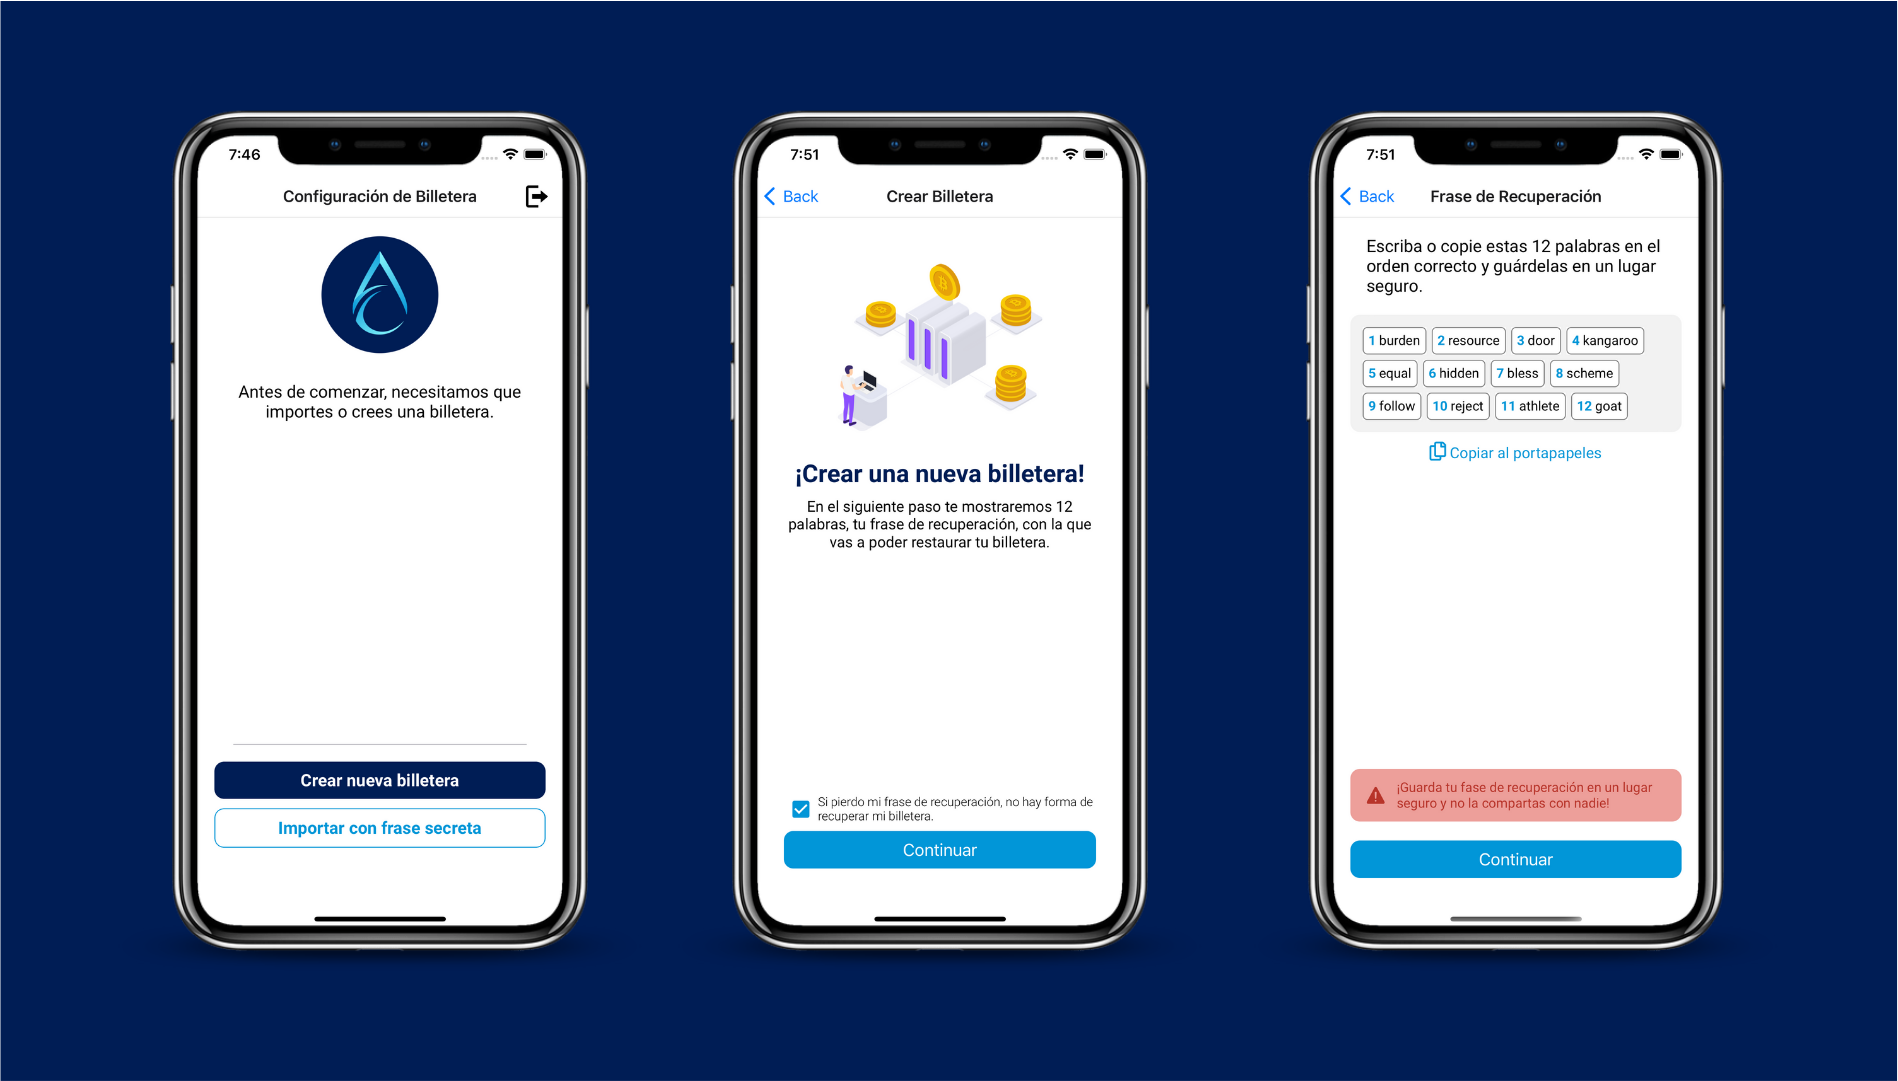 7:46
Configuración de Billetera
Antes de comenzar, necesitamos que
importes o crees una billetera.
Crear nueva billetera
Importar con frase secreta
7:51
Back
Crear Billetera
¡Crear una nueva billetera!
En el siguiente paso te mostraremos 12
palabras, tu frase de recuperación, con la que
vas a poder restaurar tu billetera.
Si pierdo mi frase de recuperación, no hay forma de
recuperar mi billetera.
Continuar
7:51
Back
Frase de Recuperación
Escriba o copie estas 12 palabras en el
orden correcto y guárdelas en un lugar
seguro.
1 burden 2 resource 3 door 4 kangaroo
5 equal 6 hidden 7 bless 8 scheme
9 follow 10 reject 11 athlete 12 goat
Copiar al portapapeles
¡Guarda tu fase de recuperación en un lugar
seguro y no la compartas con nadie!
Continuar